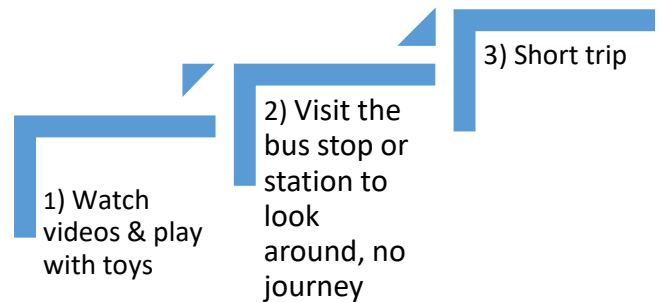 1) Watch
videos & play
with toys
2) Visit the
bus stop or
station to
look
around, no
journey
3) Short trip